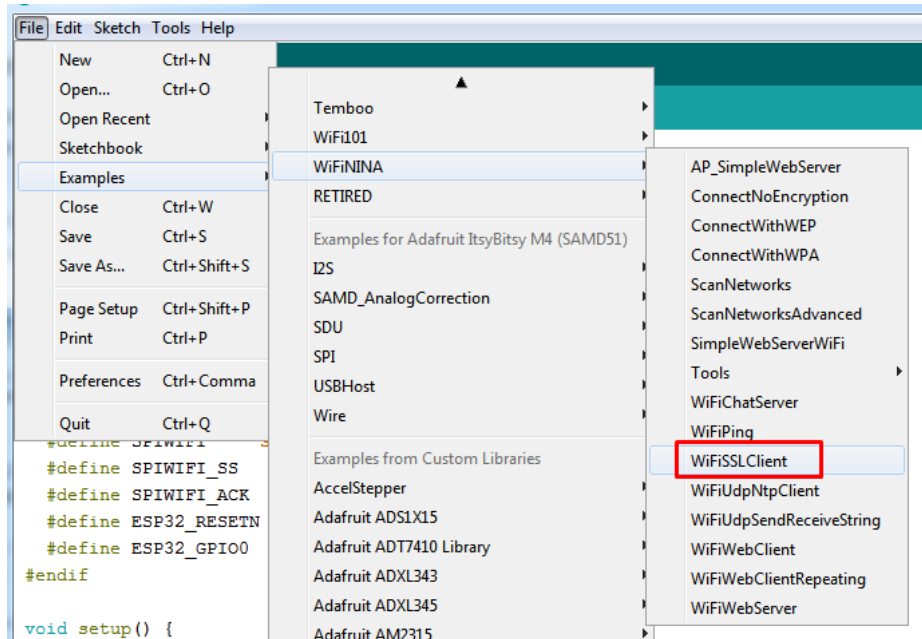 File Edit Sketch Tools Help
New Ctrl+N
Open... Ctrl+O
Open Recent
Sketchbook
Examples
Close Ctrl+W
Save Ctrl+S
Save As... Ctrl+Shift+S
Page Setup Ctrl+Shift+P
Print Ctrl+P
Preferences Ctrl+Comma
Quit Ctrl+Q
Temboo
WiFi101
WiFiNINA
RETIRED
Examples for Adafruit ItsyBitsy M4 (SAMD51)
I2S
SAMD_AnalogCorrection
SDU
SPI
USBHost
Wire
Examples from Custom Libraries
AccelStepper
Adafruit ADS1X15
Adafruit ADT7410 Library
Adafruit ADXL343
Adafruit ADXL345
Adafruit AM2315
AP_SimpleWebServer
ConnectNoEncryption
ConnectWithWEP
ConnectWithWPA
ScanNetworks
ScanNetworksAdvanced
SimpleWebServerWiFi
Tools
WiFiChatServer
WiFiPing
WiFiSSLClient
WiFiUdpNtpClient
WiFiUdpSendReceiveString
WiFiWebClient
WiFiWebClientRepeating
WiFiWebServer
#define SPIWIFI
#define SPIWIFI_SS
#define SPIWIFI_ACK
#define ESP32_RESETN
#define ESP32_GPIO0
#endif
void setup() {